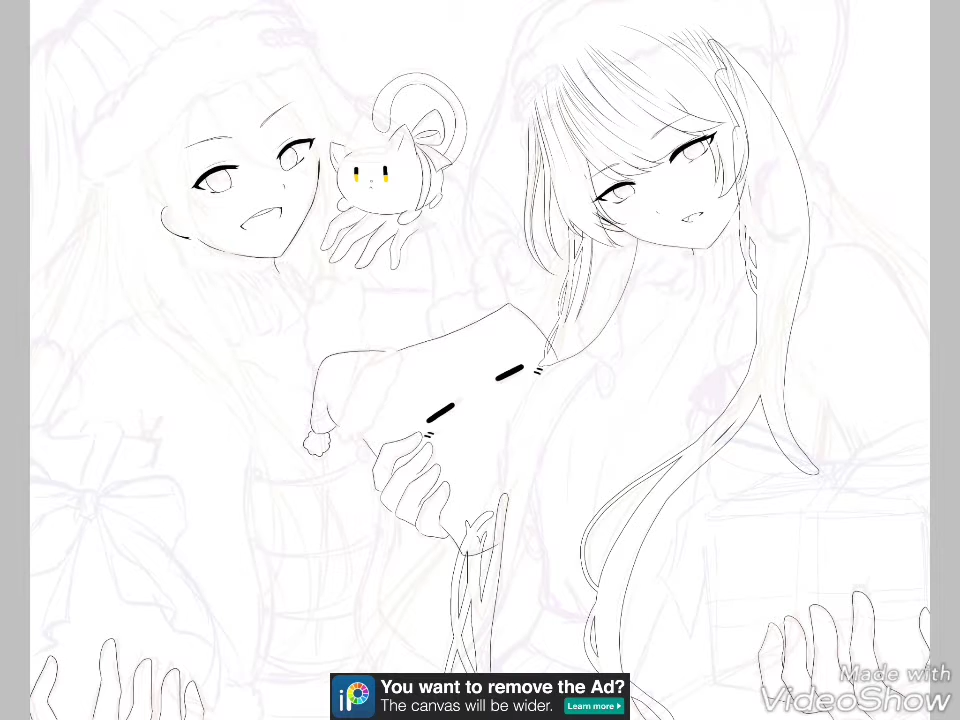 You want to remove the Ad?
The canvas will be wider.
Learn more
Made with
VideoShow